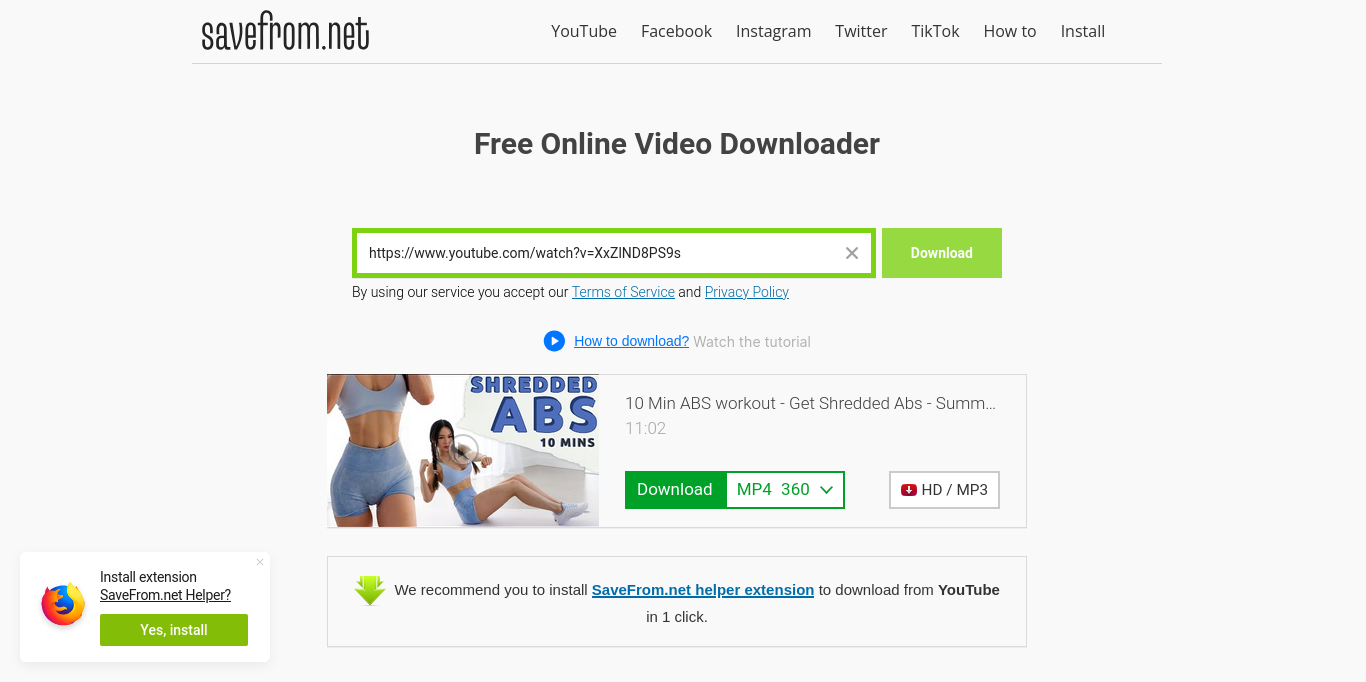 savefrom.net
YouTube Facebook Instagram Twitter TikTok How to Install
Free Online Video Downloader
https://www.youtube.com/watch?v=XxZlND8PS9s
Download
By using our service you accept our Terms of Service and Privacy Policy
How to download? Watch the tutorial
SHREDDED
ABS
10 MINS
10 Min ABS workout - Get Shredded Abs - Summ...
11:02
Download MP4 360
HD / MP3
We recommend you to install SaveFrom.net helper extension to download from YouTube
in 1 click.
Install extension
SaveFrom.net Helper?
Yes, install